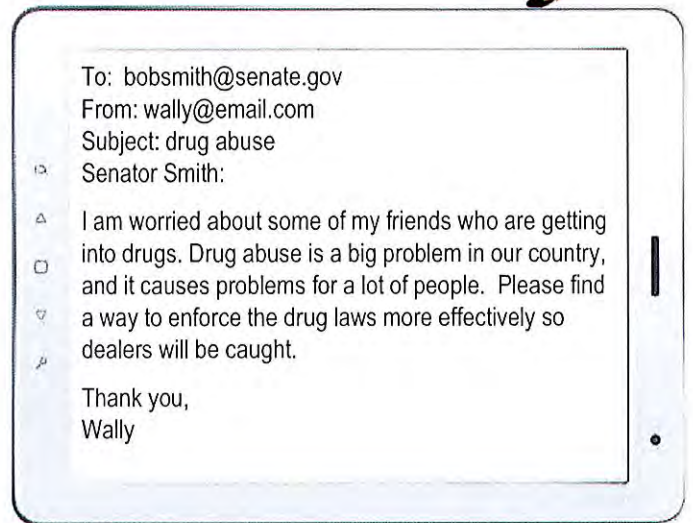 To: bobsmith@senate.gov
From: wally@email.com
Subject: drug abuse
Senator Smith:
I am worried about some of my friends who are getting
into drugs. Drug abuse is a big problem in our country,
and it causes problems for a lot of people. Please find
a way to enforce the drug laws more effectively so
dealers will be caught.
Thank you,
Wally